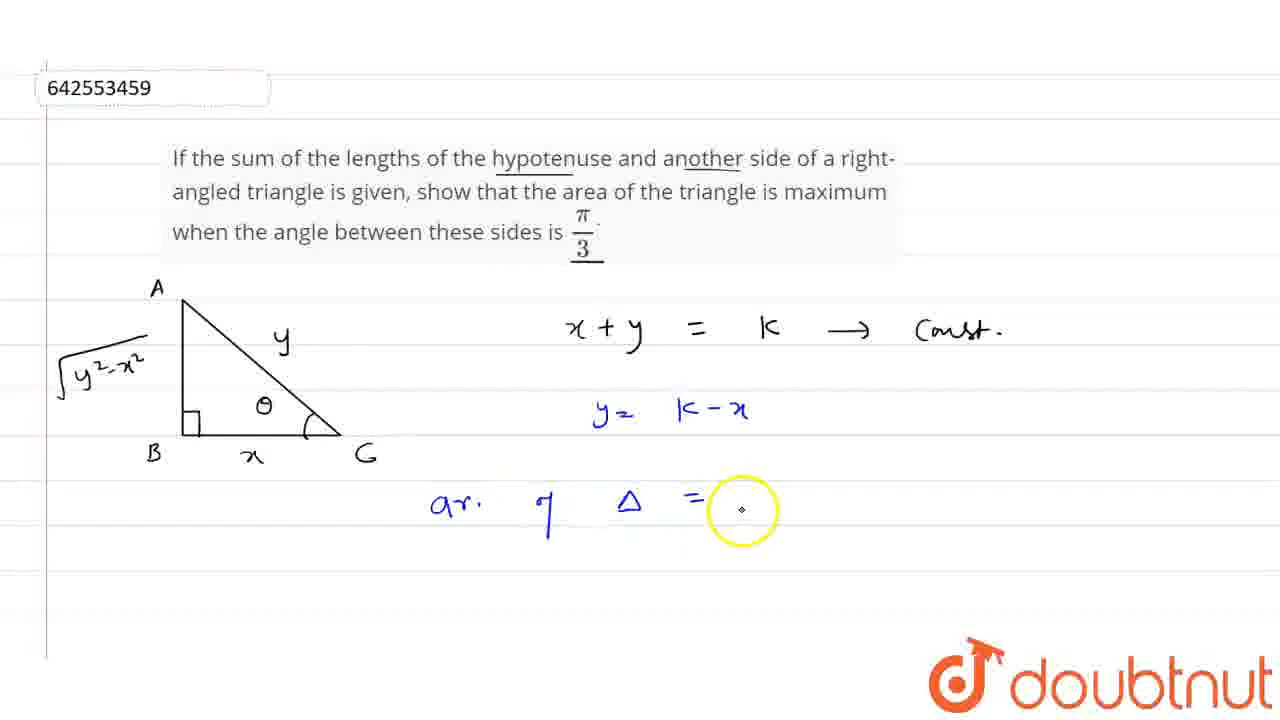 642553459
If the sum of the lengths of the hypotenuse and another side of a right-
angled triangle is given, show that the area of the triangle is maximum
when the angle between these sides is π/3.
A
y
√y²-x²
θ
B
x
C
x + y = K → Const.
y = K - x
ar. of Δ =
doubtnut